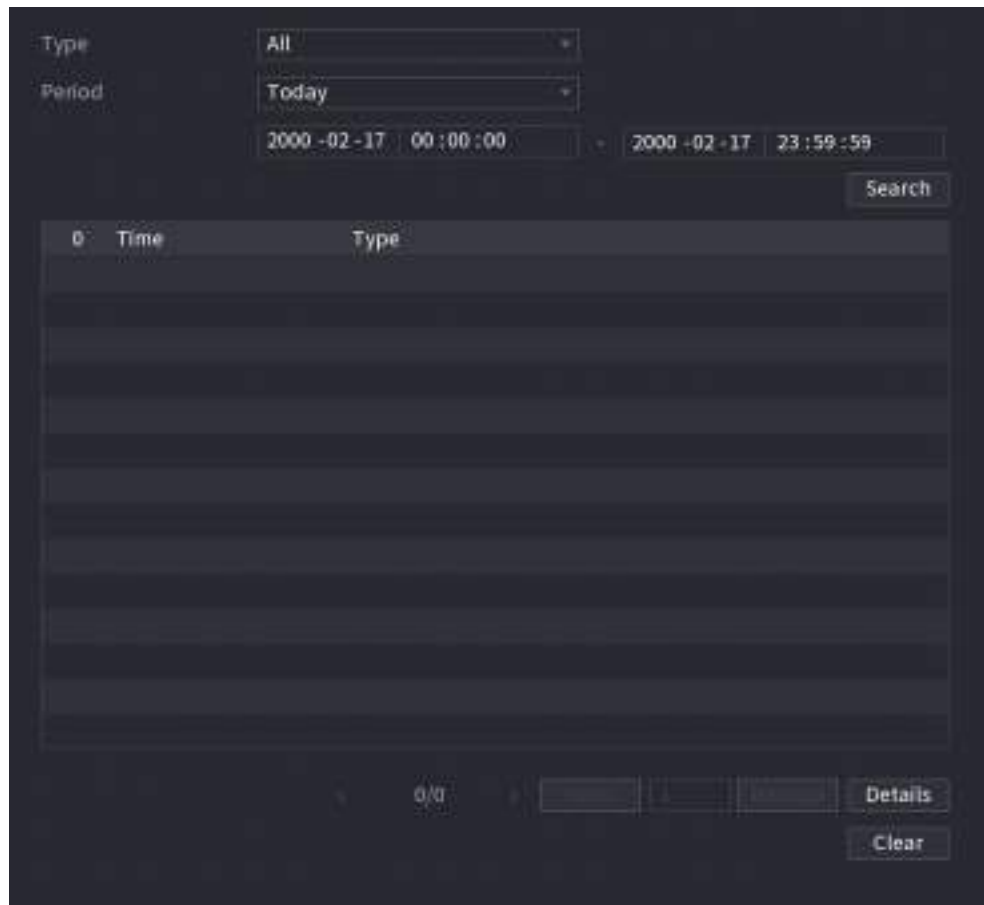 Type All
Period Today
2000 -02 -17 00 :00 :00 - 2000 -02 -17 23 :59 :59
Search
0 Time Type
0/0 Details
Clear